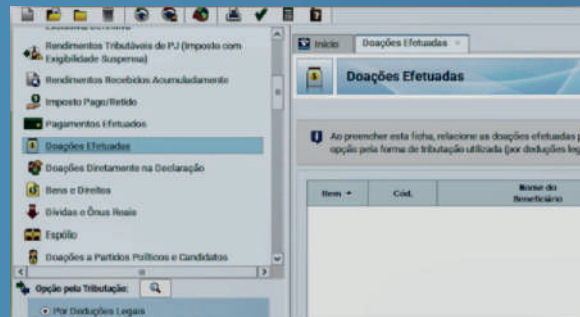 Rendimentos Tributáveis de PJ (Imposto com
Exigibilidade Suspensa)
Rendimentos Recebidos Acumuladamente
Imposto Pago/Retido
Pagamentos Efetuados
Doações Efetuadas
Doações Diretamente na Declaração
Bens e Direitos
Dívidas e Ônus Reais
Espólio
Doações a Partidos Políticos e Candidatos
Opção pela Tributação:
Por Deduções Legais
Início
Doações Efetuadas
Doações Efetuadas
Ao preencher esta ficha, relacione as doações efetuadas
opção pela forma de tributação utilizada (por deduções leg
Item
Cód.
Nome do
Beneficiário